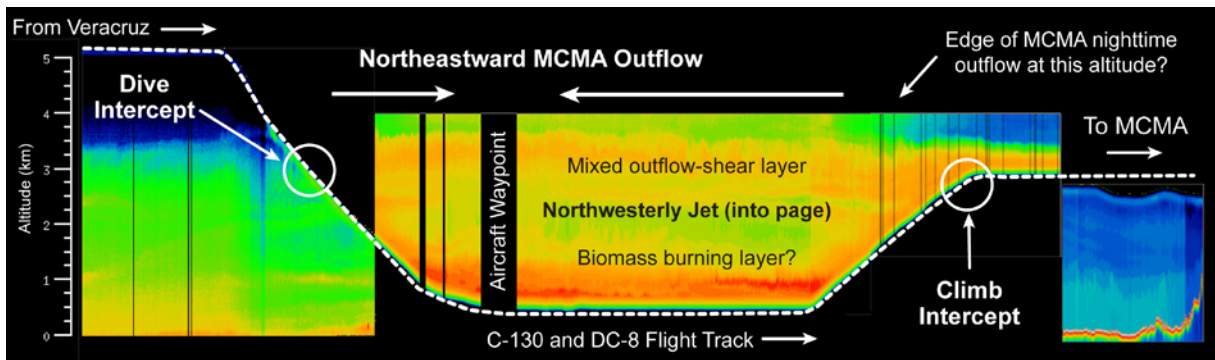 From Veracruz
Northeastward MCMA Outflow
Edge of MCMA nighttime
outflow at this altitude?
Dive
Intercept
To MCMA
Altitude (km)
5
4
3
2
1
0
Aircraft Waypoint
Mixed outflow-shear layer
Northwesterly Jet (into page)
Biomass burning layer?
Climb
Intercept
C-130 and DC-8 Flight Track